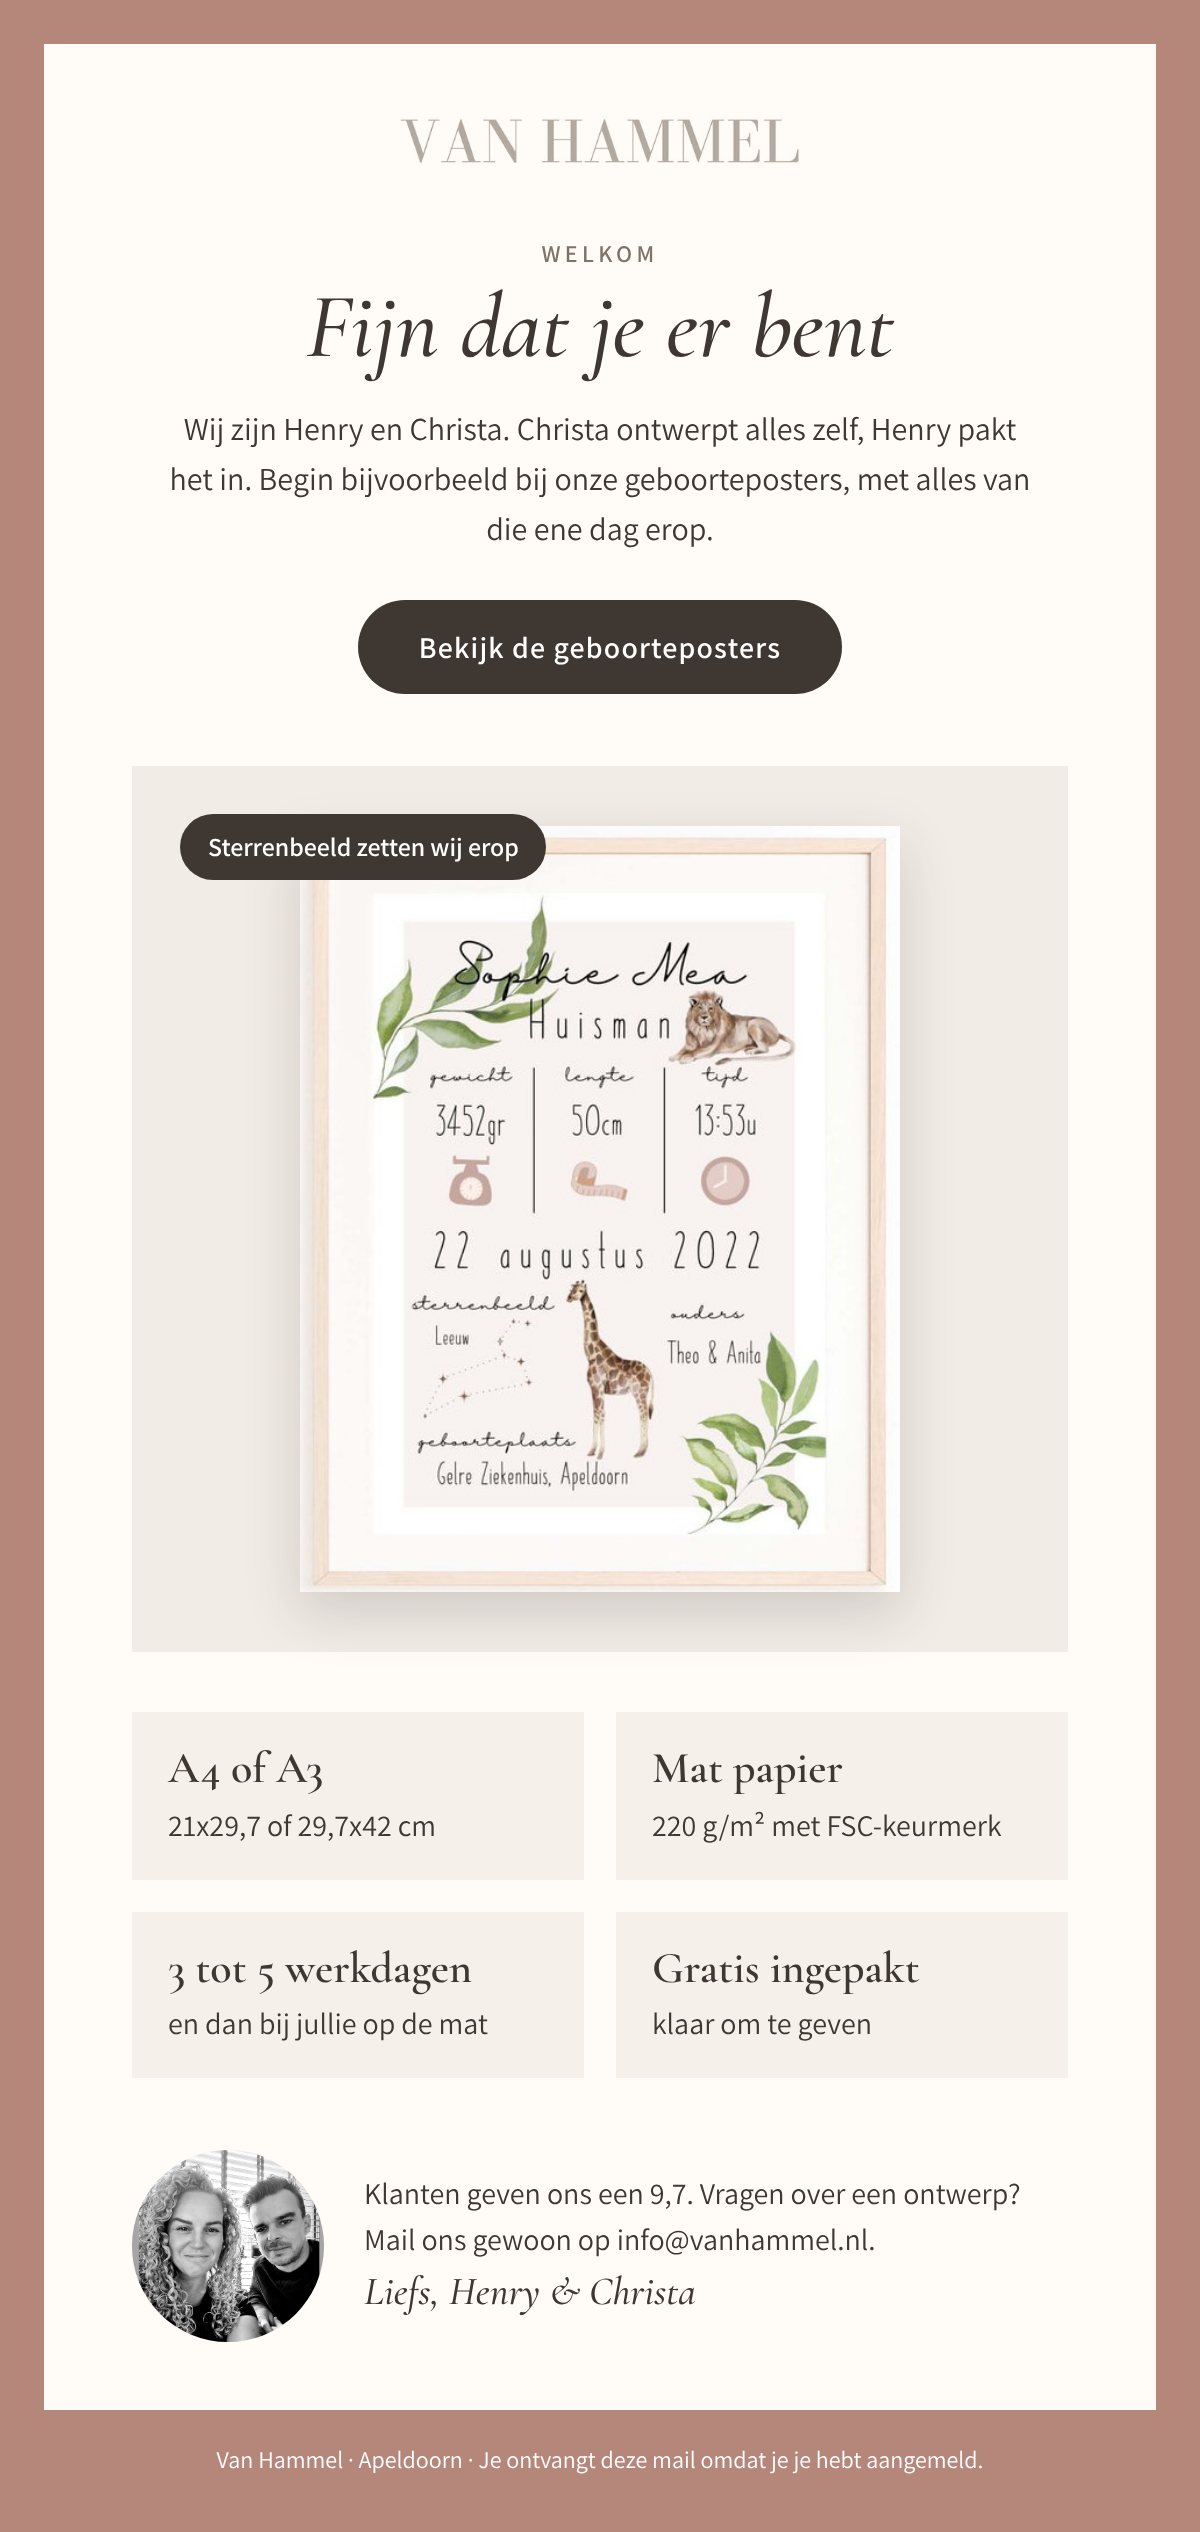 VAN HAMMEL
WELKOM
Fijn dat je er bent
Wij zijn Henry en Christa. Christa ontwerpt alles zelf, Henry pakt
het in. Begin bijvoorbeeld bij onze geboorteposters, met alles van
die ene dag erop.
Bekijk de geboorteposters
Sterrenbeeld zetten wij erop
Sophie Mea
Huisman
gewicht lengte tijd
3452gr 50cm 13:53u
22 augustus 2022
sterrenbeeld ouders
Leeuw Theo & Anita
geboorteplaats
Gelre Ziekenhuis, Apeldoorn
A4 of A3
21x29,7 of 29,7x42 cm
Mat papier
220 g/m² met FSC-keurmerk
3 tot 5 werkdagen
en dan bij jullie op de mat
Gratis ingepakt
klaar om te geven
Klanten geven ons een 9,7. Vragen over een ontwerp?
Mail ons gewoon op info@vanhammel.nl.
Liefs, Henry & Christa
Van Hammel · Apeldoorn · Je ontvangt deze mail omdat je je hebt aangemeld.